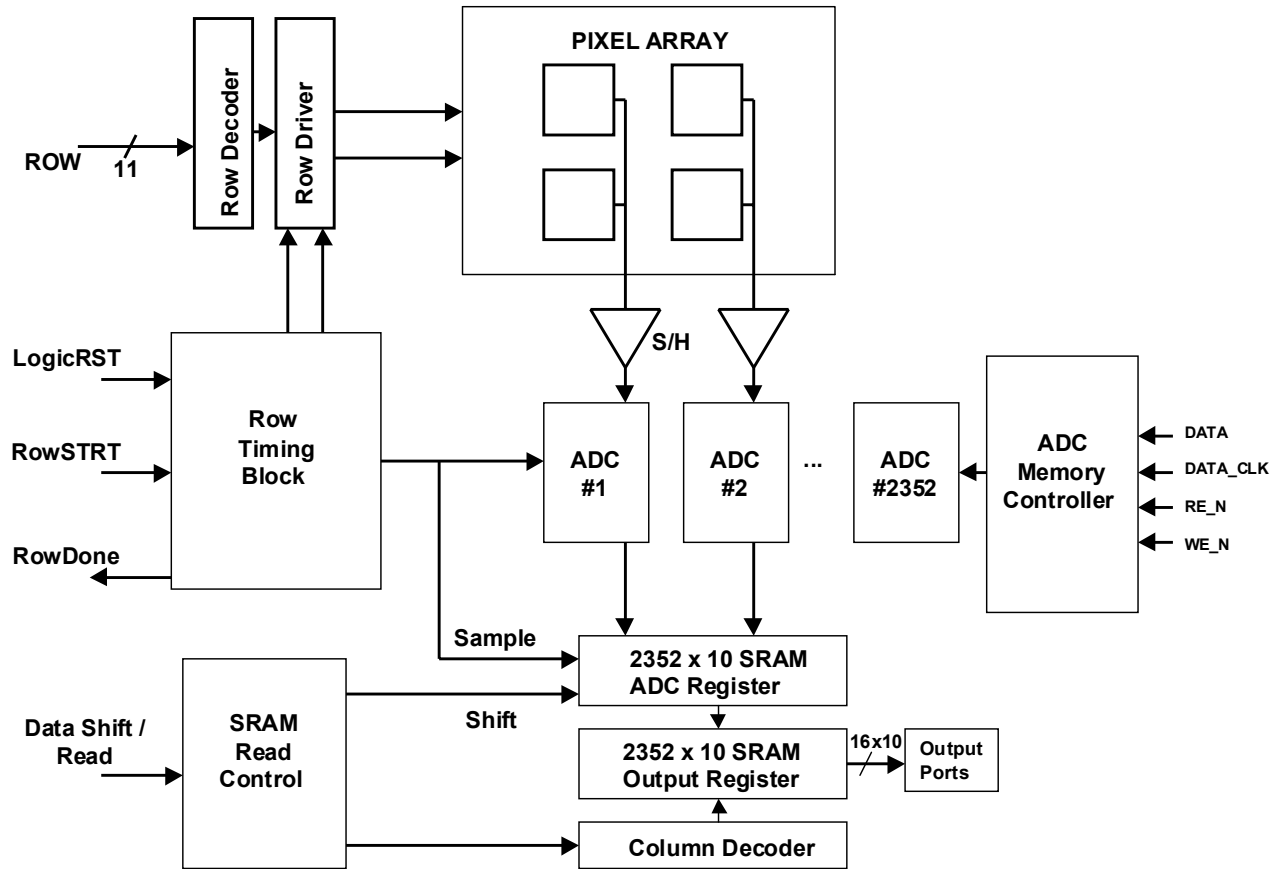 PIXEL ARRAY
Row Decoder
Row Driver
ROW
11
S/H
LogicRST
RowSTRT
RowDone
Row
Timing
Block
ADC
#1
ADC
#2
...
ADC
#2352
ADC
Memory
Controller
DATA
DATA_CLK
RE_N
WE_N
Sample
Shift
2352 x 10 SRAM
ADC Register
Data Shift /
Read
SRAM
Read
Control
2352 x 10 SRAM
Output Register
16x10
Output
Ports
Column Decoder